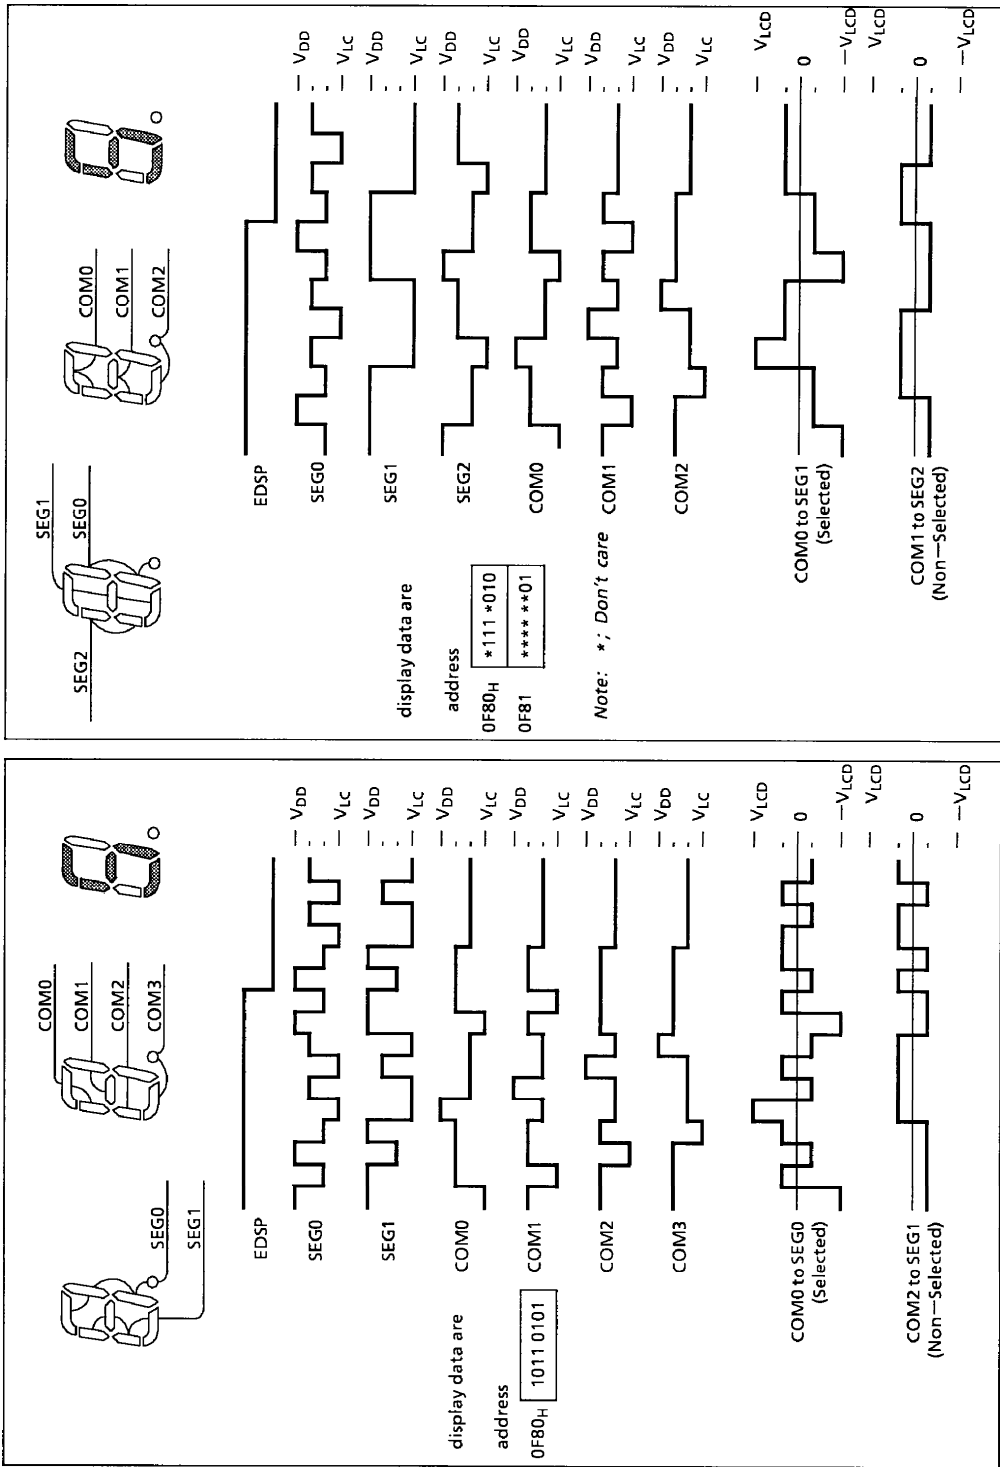 SEG0
SEG1
COM0
COM1
COM2
COM3
display data are
address
0F80H 1011 0101
EDSP
SEG0
VDD
VLC
SEG1
VDD
VLC
COM0
VDD
VLC
COM1
VDD
VLC
COM2
VDD
VLC
COM3
VDD
VLC
COM0 to SEG0
(Selected)
VLCD
0
—VLCD
COM2 to SEG1
(Non—Selected)
VLCD
0
—VLCD
SEG2
SEG1
SEG0
COM0
COM1
COM2
display data are
address
0F80H *111 *010
0F81 **** **01
Note: *; Don't care
EDSP
SEG0
VDD
VLC
SEG1
VDD
VLC
SEG2
VDD
VLC
COM0
VDD
VLC
COM1
VDD
VLC
COM2
VDD
VLC
COM0 to SEG1
(Selected)
VLCD
0
—VLCD
COM1 to SEG2
(Non—Selected)
VLCD
0
—VLCD